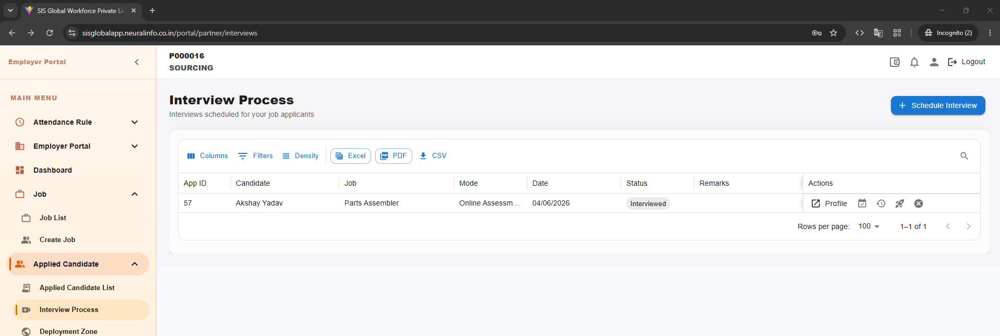 SIS Global Workforce Private Lir
sisglobalapp.neuralinfo.co.in/portal/partner/interviews
Incognito (2)
Employer Portal
MAIN MENU
Attendance Rule
Employer Portal
Dashboard
Job
Job List
Create Job
Applied Candidate
Applied Candidate List
Interview Process
Deployment Zone
P000016
SOURCING
Logout
Interview Process
Interviews scheduled for your job applicants
Schedule Interview
Columns Filters Density Excel PDF PDF CSV
App ID Candidate Job Mode Date Status Remarks Actions
57 Akshay Yadav Parts Assembler Online Assessm... 04/06/2026 Interviewed Profile
Rows per page: 100 1–1 of 1